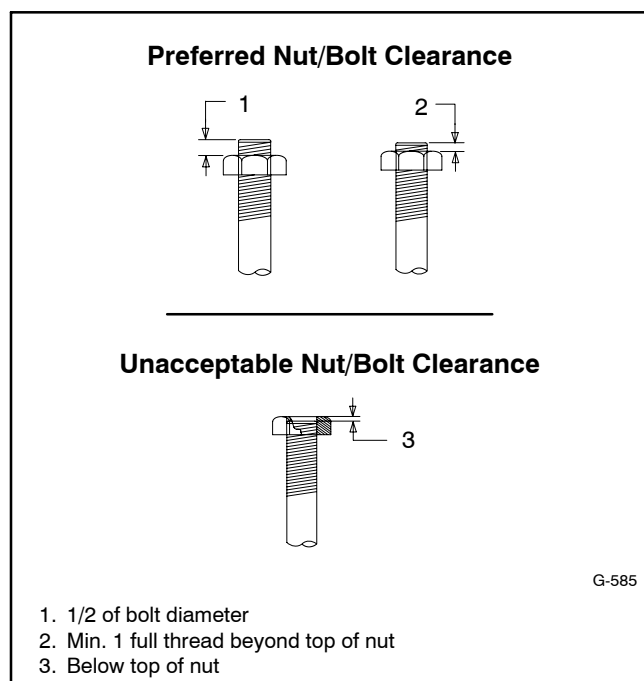 Preferred Nut/Bolt Clearance
1
2
Unacceptable Nut/Bolt Clearance
3
G-585
1. 1/2 of bolt diameter
2. Min. 1 full thread beyond top of nut
3. Below top of nut